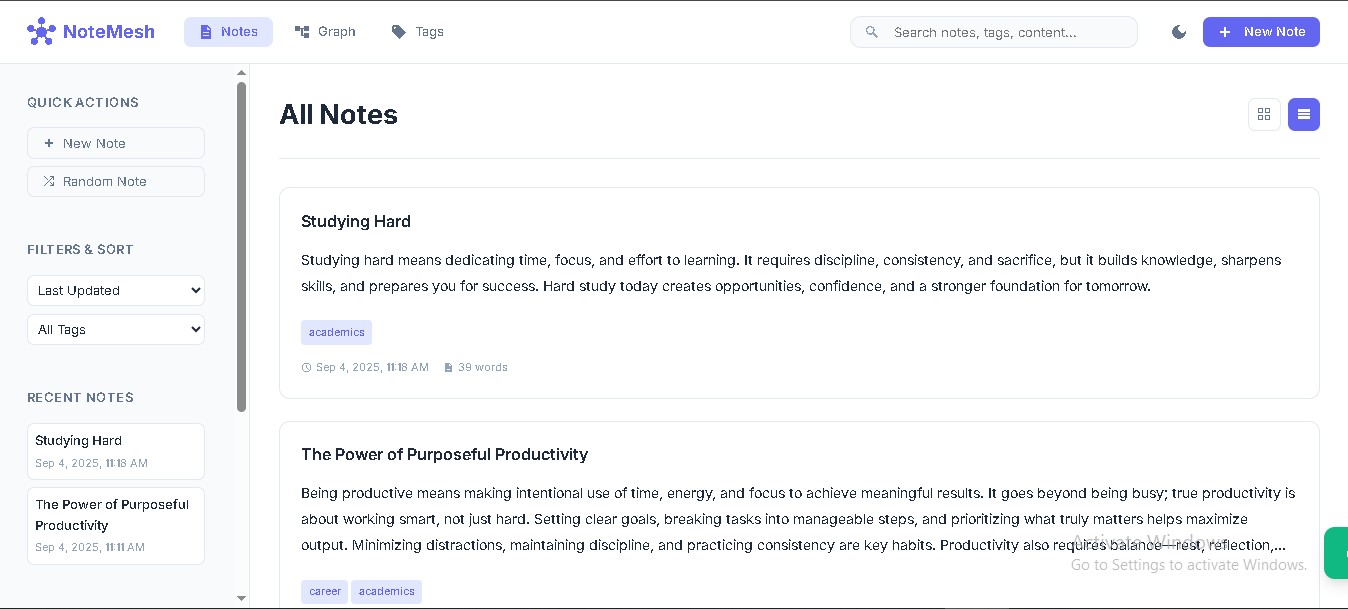 NoteMesh
Notes
Graph
Tags
Search notes, tags, content...
New Note
QUICK ACTIONS
New Note
Random Note
FILTERS & SORT
Last Updated
All Tags
RECENT NOTES
Studying Hard
Sep 4, 2025, 11:18 AM
The Power of Purposeful
Productivity
Sep 4, 2025, 11:11 AM
All Notes
Studying Hard
Studying hard means dedicating time, focus, and effort to learning. It requires discipline, consistency, and sacrifice, but it builds knowledge, sharpens
skills, and prepares you for success. Hard study today creates opportunities, confidence, and a stronger foundation for tomorrow.
academics
Sep 4, 2025, 11:18 AM 39 words
The Power of Purposeful Productivity
Being productive means making intentional use of time, energy, and focus to achieve meaningful results. It goes beyond being busy; true productivity is
about working smart, not just hard. Setting clear goals, breaking tasks into manageable steps, and prioritizing what truly matters helps maximize
output. Minimizing distractions, maintaining discipline, and practicing consistency are key habits. Productivity also requires balance—rest, reflection,...
career academics
Activate Windows
Go to Settings to activate Windows.